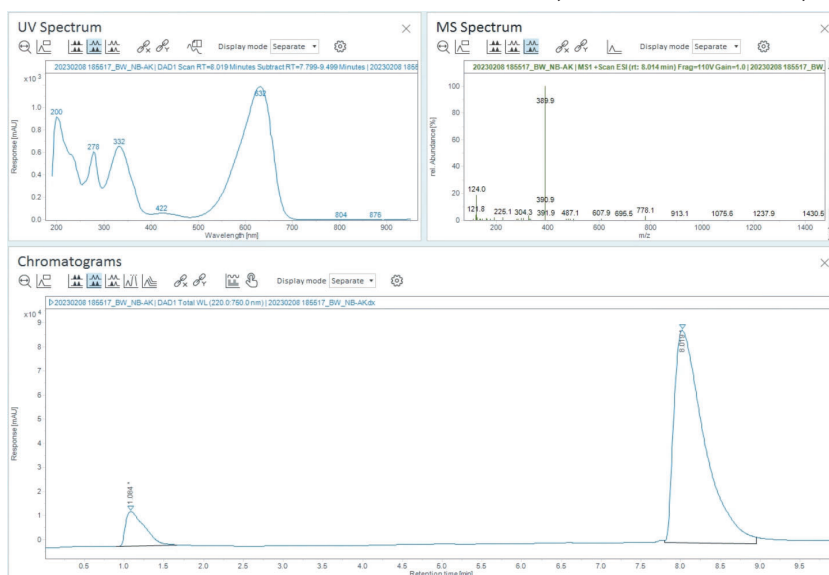 UV Spectrum
Display mode Separate
20230208 185517_BW_NB-AK | DAD1 Scan RT=8.019 Minutes Subtract RT=7.799-9.499 Minutes | 20230208
x10 3
Response [mAU]
1.0
0.8
0.6
0.4
0.2
0.0
200
278
332
422
632
804
876
200 300 400 500 600 700 800 900
Wavelength [nm]
MS Spectrum
Display mode Separate
20230208 185517_BW_NB-AK | MS1 +Scan ESI (rt: 8.014 min) Frag=110V Gain=1.0 | 20230208 185517_BW_
rel. Abundance [%]
100
80
60
40
20
0
389.9
124.0
121.8
225.1
304.3
390.9
391.9
487.1
607.9
696.5
778.1
913.1
1075.6
1237.9
1430.5
200 400 600 800 1000 1200 1400
m/z
Chromatograms
Display mode Separate
20230208 185517_BW_NB-AK | DAD1 Total WL (220.0:750.0 nm) | 20230208 185517_BW_NB-AK.dx
x10 4
Response [mAU]
9
8
7
6
5
4
3
2
1
0
1.084 *
8.019
0.5 1.0 1.5 2.0 2.5 3.0 3.5 4.0 4.5 5.0 5.5 6.0 6.5 7.0 7.5 8.0 8.5 9.0 9.5
Retention time [min]